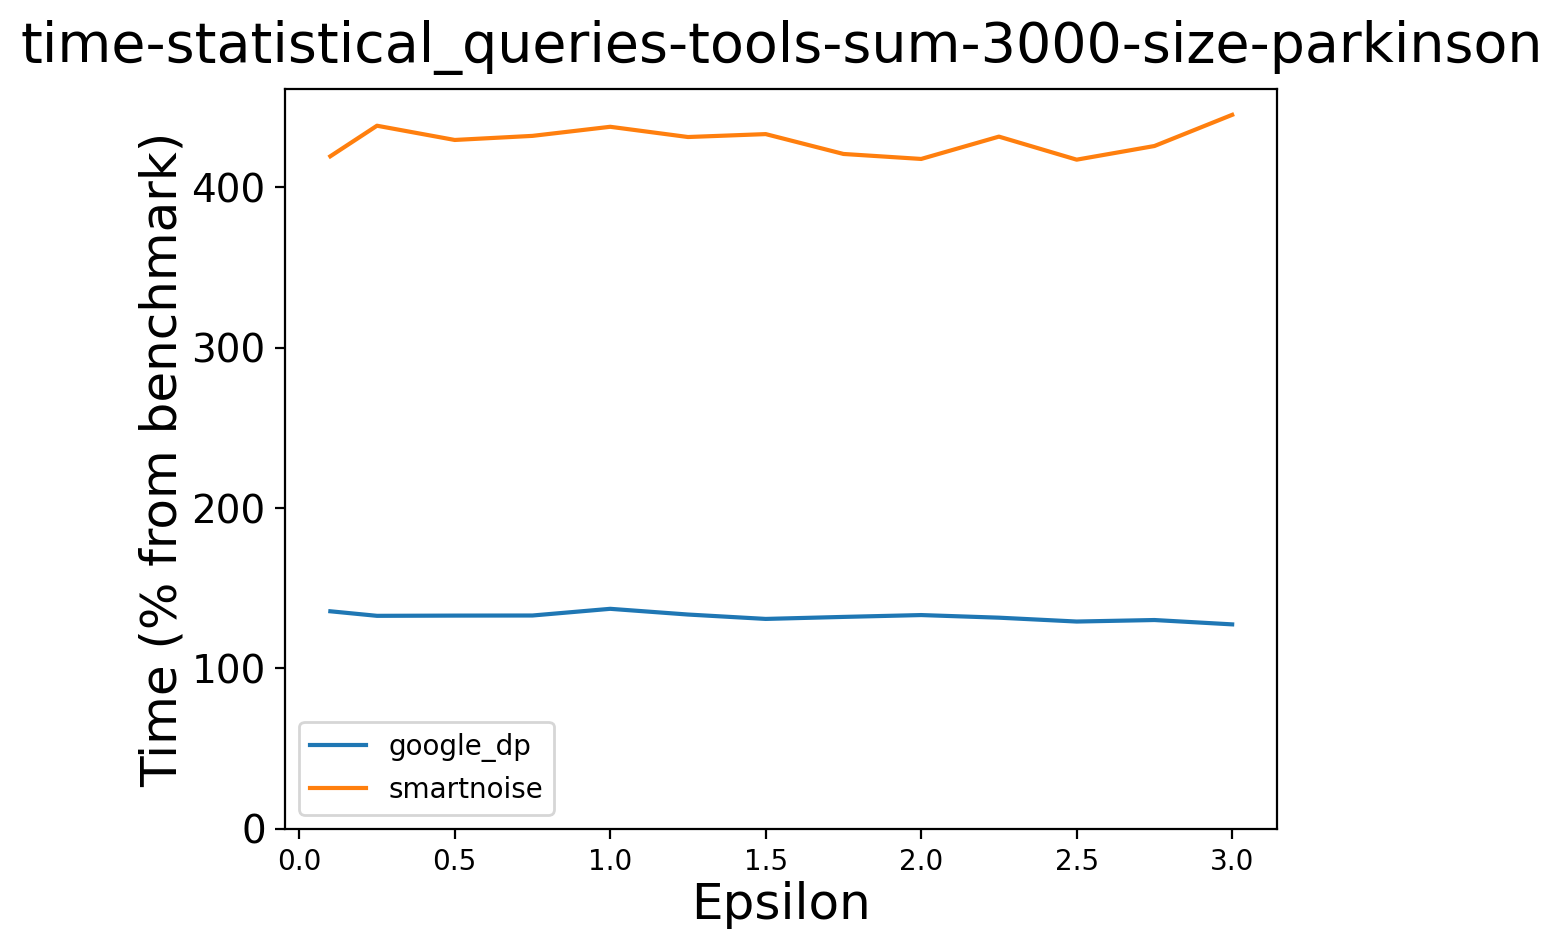 time-statistical_queries-tools-sum-3000-size-parkinson
Time (% from benchmark)
400
300
200
100
0
google_dp
smartnoise
0.0 0.5 1.0 1.5 2.0 2.5 3.0
Epsilon